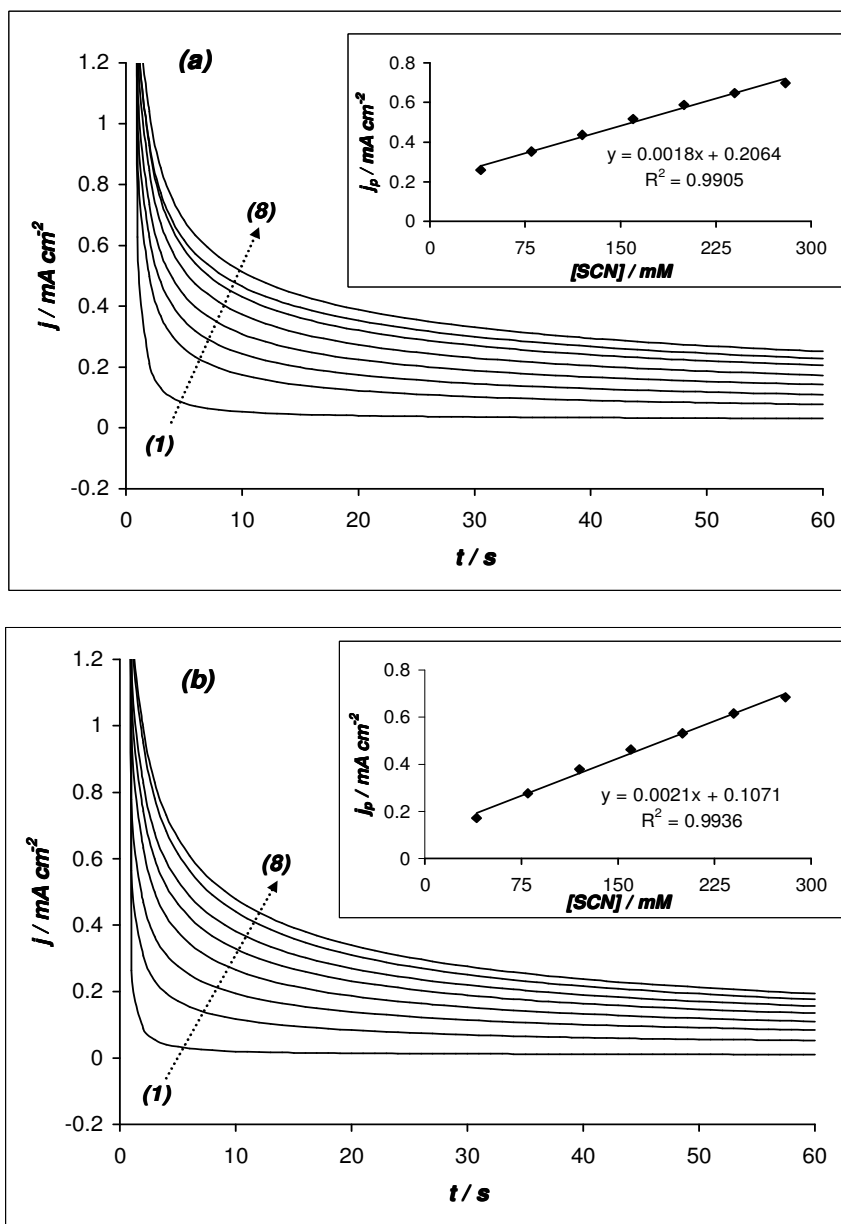 (a)
1.2
1
0.8
0.6
0.4
0.2
0
-0.2
j / mA cm-2
(8)
(1)
0 10 20 30 40 50 60
t / s
0.8
0.6
0.4
0.2
0
jp / mA cm-2
y = 0.0018x + 0.2064
R2 = 0.9905
0 75 150 225 300
[SCN] / mM
(b)
1.2
1
0.8
0.6
0.4
0.2
0
-0.2
j / mA cm-2
(8)
(1)
0 10 20 30 40 50 60
t / s
0.8
0.6
0.4
0.2
0
jp / mA cm-2
y = 0.0021x + 0.1071
R2 = 0.9936
0 75 150 225 300
[SCN] / mM